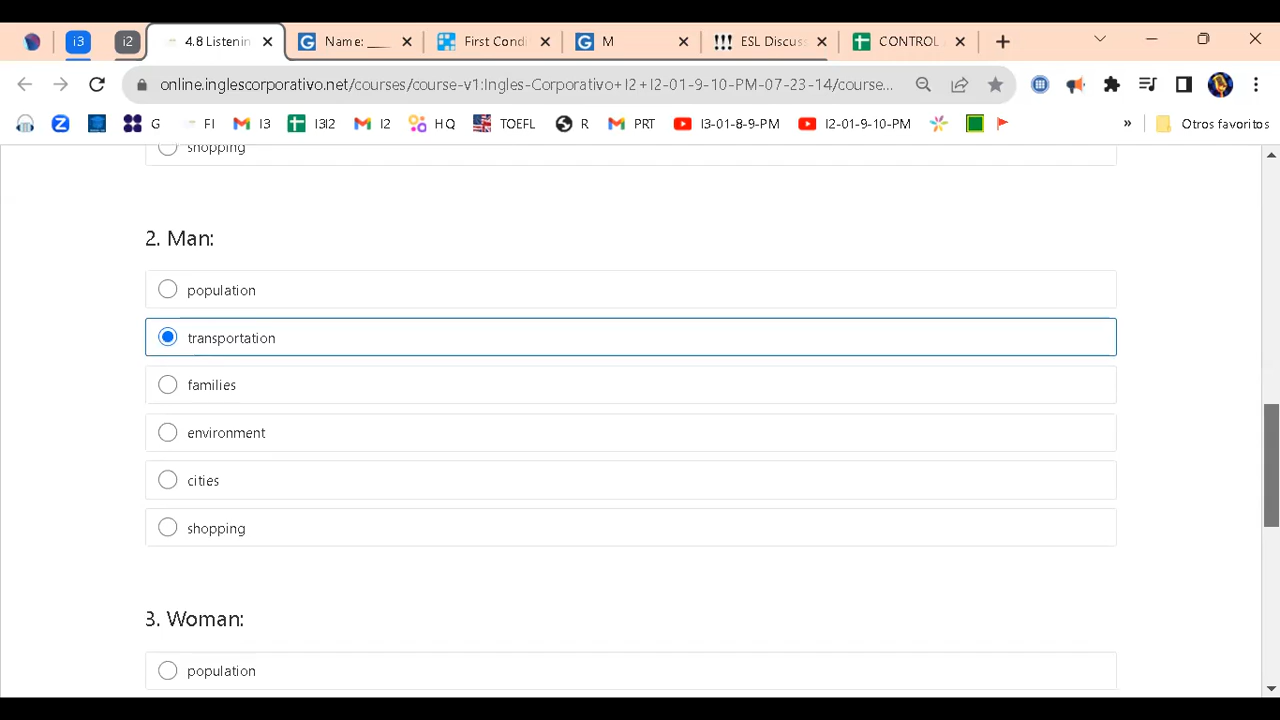 i3 i2 4.8 Listenin Name: ____ First Condi M ESL Discus CONTROL
online.inglescorporativo.net/courses/course-v1:Ingles-Corporativo+I2+I2-01-9-10-PM-07-23-14/course...
G FI I3 I3I2 I2 HQ TOEFL R PRT I3-01-8-9-PM I2-01-9-10-PM » Otros favoritos
shopping
2. Man:
population
transportation
families
environment
cities
shopping
3. Woman:
population